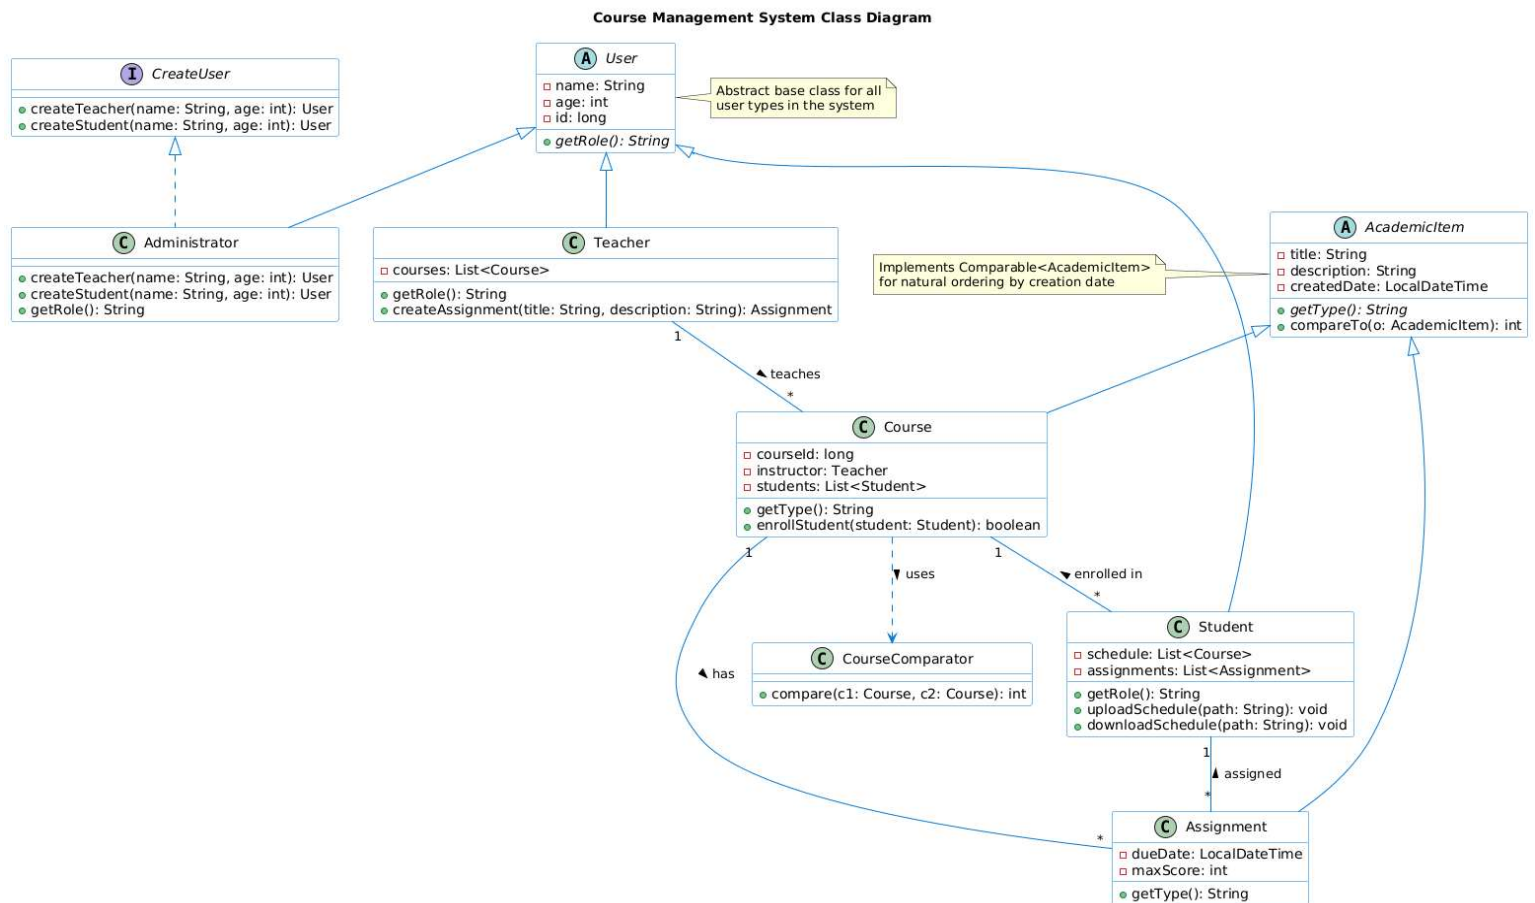 Course Management System Class Diagram
I CreateUser
createTeacher(name: String, age: int): User
createStudent(name: String, age: int): User
A User
name: String
age: int
id: long
getRole(): String
Abstract base class for all
user types in the system
C Administrator
createTeacher(name: String, age: int): User
createStudent(name: String, age: int): User
getRole(): String
C Teacher
courses: List<Course>
getRole(): String
createAssignment(title: String, description: String): Assignment
Implements Comparable<AcademicItem>
for natural ordering by creation date
A AcademicItem
title: String
description: String
createdDate: LocalDateTime
getType(): String
compareTo(o: AcademicItem): int
1
teaches
*
C Course
courseId: long
instructor: Teacher
students: List<Student>
getType(): String
enrollStudent(student: Student): boolean
1
uses
1
enrolled in
*
has
C CourseComparator
compare(c1: Course, c2: Course): int
C Student
schedule: List<Course>
assignments: List<Assignment>
getRole(): String
uploadSchedule(path: String): void
downloadSchedule(path: String): void
1
assigned
*
*
C Assignment
dueDate: LocalDateTime
maxScore: int
getType(): String